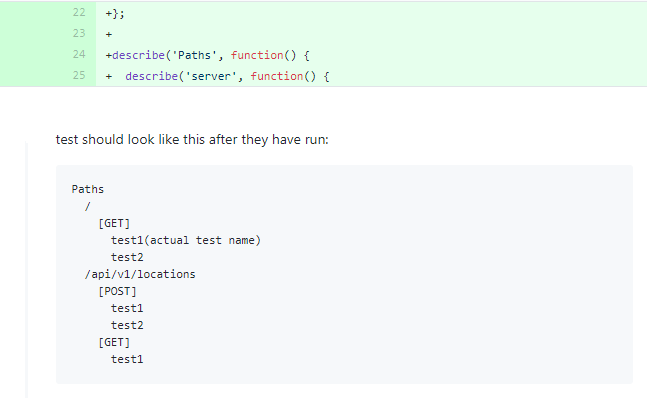 22 +};
23 +
24 +describe('Paths', function() {
25 +  describe('server', function() {
test should look like this after they have run:
Paths
  /
    [GET]
      test1(actual test name)
      test2
  /api/v1/locations
    [POST]
      test1
      test2
    [GET]
      test1